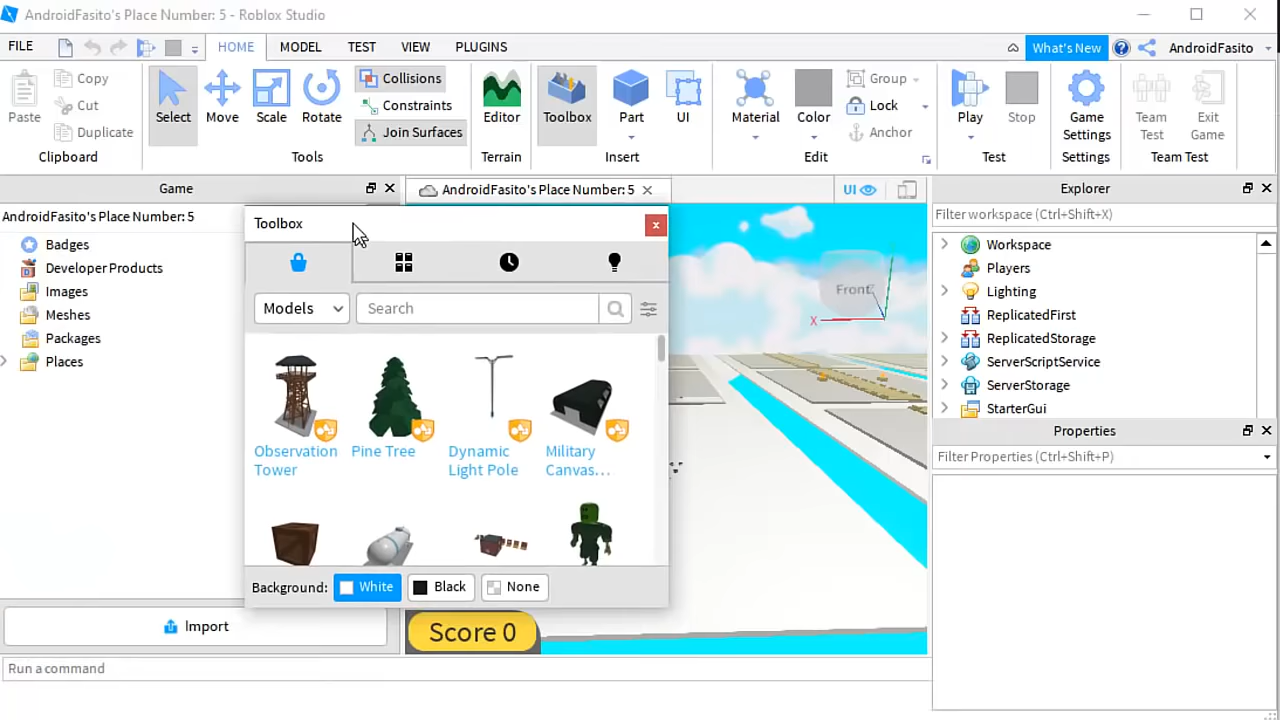 AndroidFasito's Place Number: 5 - Roblox Studio
FILE HOME MODEL TEST VIEW PLUGINS What's New AndroidFasito
Paste Copy Cut Duplicate
Select Move Scale Rotate
Collisions
Constraints
Join Surfaces
Editor Toolbox Part UI
Material Color
Group
Lock
Anchor
Play Stop
Game Settings
Team Test
Exit Game
Clipboard Tools Terrain Insert Edit Test Settings Team Test
Game
AndroidFasito's Place Number: 5
Badges
Developer Products
Images
Meshes
Packages
Places
Import
AndroidFasito's Place Number: 5
UI
Toolbox
Models
Search
Observation Tower
Pine Tree
Dynamic Light Pole
Military Canvas...
Background: White Black None
Front
X
Score 0
Explorer
Filter workspace (Ctrl+Shift+X)
Workspace
Players
Lighting
ReplicatedFirst
ReplicatedStorage
ServerScriptService
ServerStorage
StarterGui
Properties
Filter Properties (Ctrl+Shift+P)
Run a command